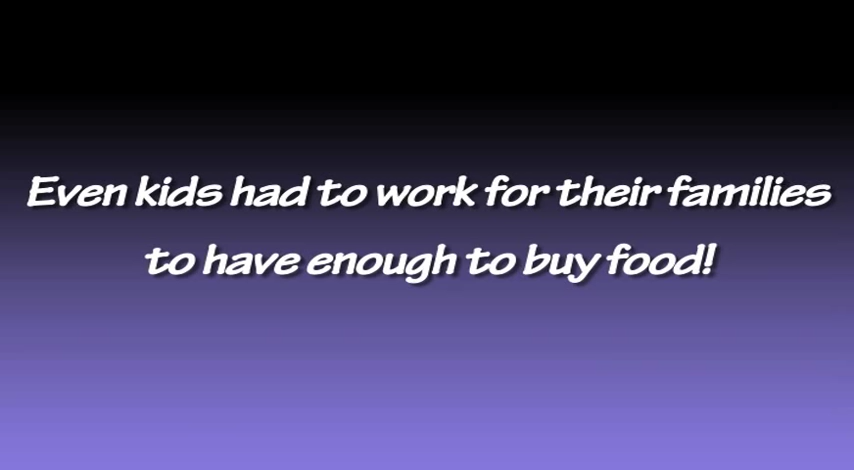 Even kids had to work for their families
to have enough to buy food!